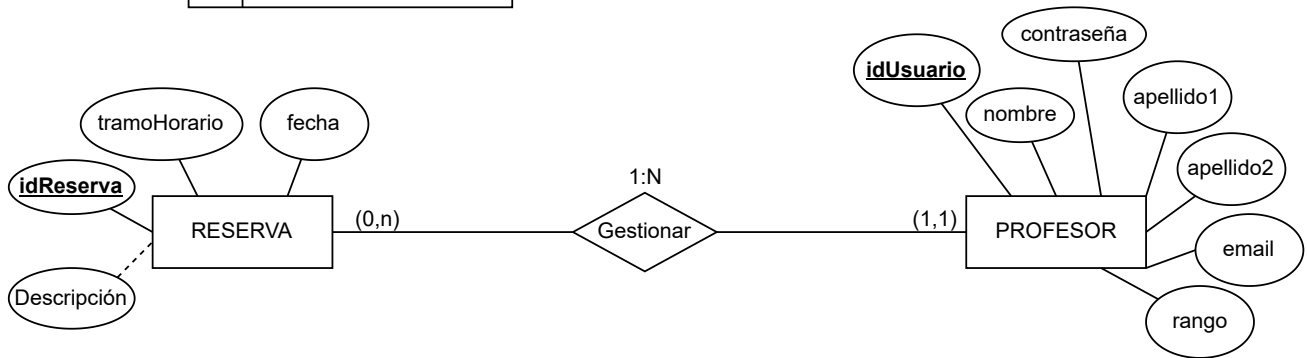 contraseña
idUsuario
apellido1
nombre
tramoHorario
fecha
apellido2
1:N
idReserva
(0,n)
(1,1)
RESERVA
Gestionar
PROFESOR
email
Descripción
rango